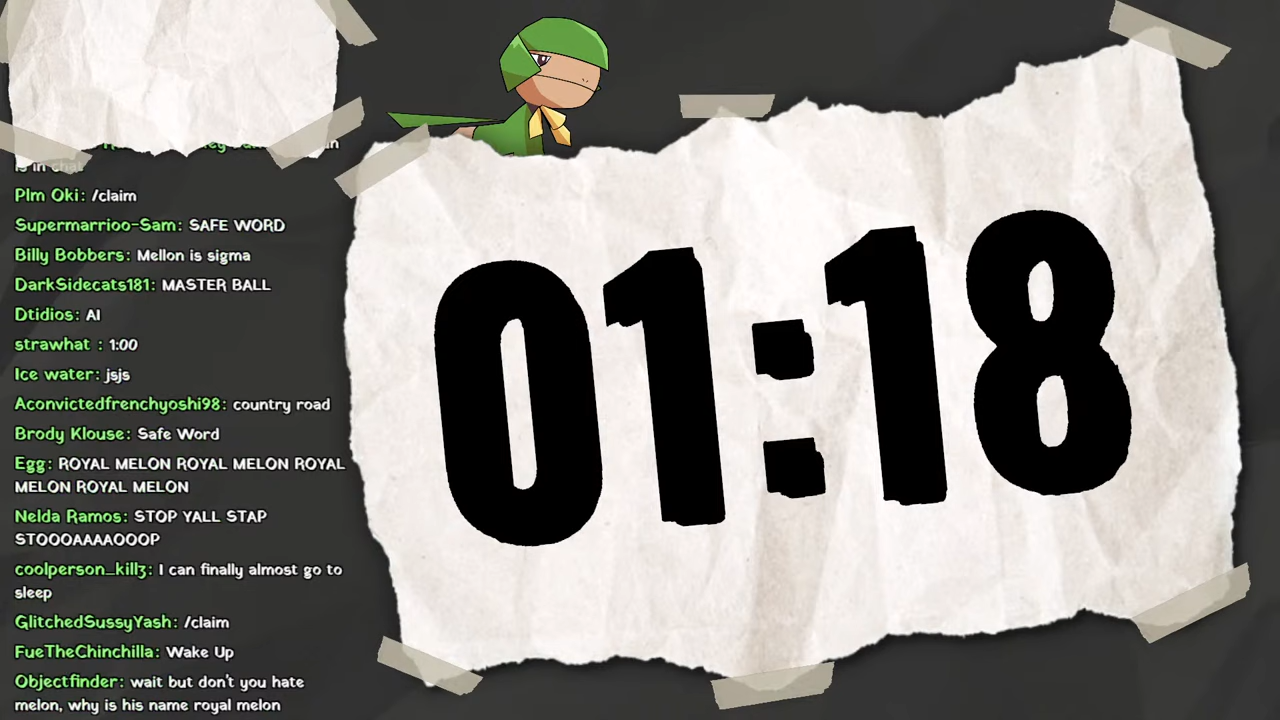 is in chat
Plm Oki: /claim
Supermarrioo-Sam: SAFE WORD
Billy Bobbers: Mellon is sigma
DarkSidecats181: MASTER BALL
Dtidios: AI
strawhat : 1:00
Ice water: jsjs
Aconvictedfrenchyoshi98: country road
Brody Klouse: Safe Word
Egg: ROYAL MELON ROYAL MELON ROYAL
MELON ROYAL MELON
Nelda Ramos: STOP YALL STAP
STOOOAAAAOOOP
coolperson_kill3: I can finally almost go to
sleep
GlitchedSussyYash: /claim
FueTheChinchilla: Wake Up
Objectfinder: wait but don't you hate
melon, why is his name royal melon
01:18